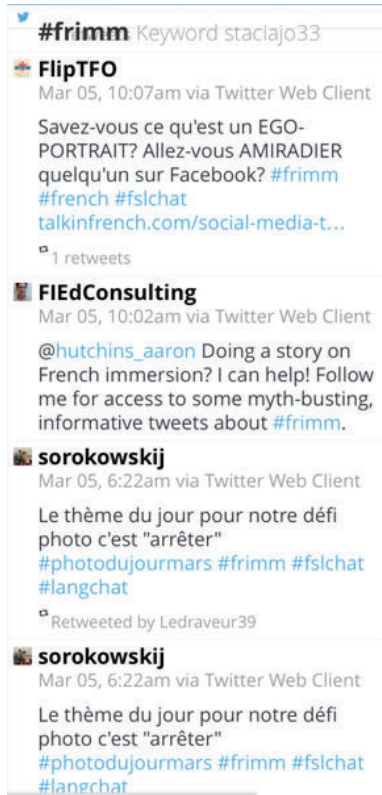 #frimm Keyword staciajo33
FlipTFO
Mar 05, 10:07am via Twitter Web Client
Savez-vous ce qu'est un EGO-
PORTRAIT? Allez-vous AMIRADIER
quelqu'un sur Facebook? #frimm
#french #fslchat
talkinfrench.com/social-media-t...
1 retweets
FIEdConsulting
Mar 05, 10:02am via Twitter Web Client
@hutchins_aaron Doing a story on
French immersion? I can help! Follow
me for access to some myth-busting,
informative tweets about #frimm.
sorokowskij
Mar 05, 6:22am via Twitter Web Client
Le thème du jour pour notre défi
photo c'est "arrêter"
#photodujourmars #frimm #fslchat
#langchat
Retweeted by Ledraveur39
sorokowskij
Mar 05, 6:22am via Twitter Web Client
Le thème du jour pour notre défi
photo c'est "arrêter"
#photodujourmars #frimm #fslchat
#langchat